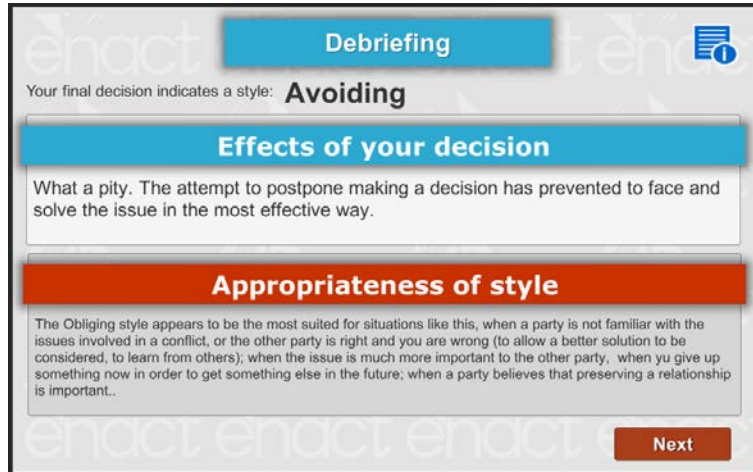 Debriefing
Your final decision indicates a style: Avoiding
Effects of your decision
What a pity. The attempt to postpone making a decision has prevented to face and
solve the issue in the most effective way.
Appropriateness of style
The Obliging style appears to be the most suited for situations like this, when a party is not familiar with the
issues involved in a conflict, or the other party is right and you are wrong (to allow a better solution to be
considered, to learn from others); when the issue is much more important to the other party, when yu give up
something now in order to get something else in the future; when a party believes that preserving a relationship
is important..
enact enact enact
Next